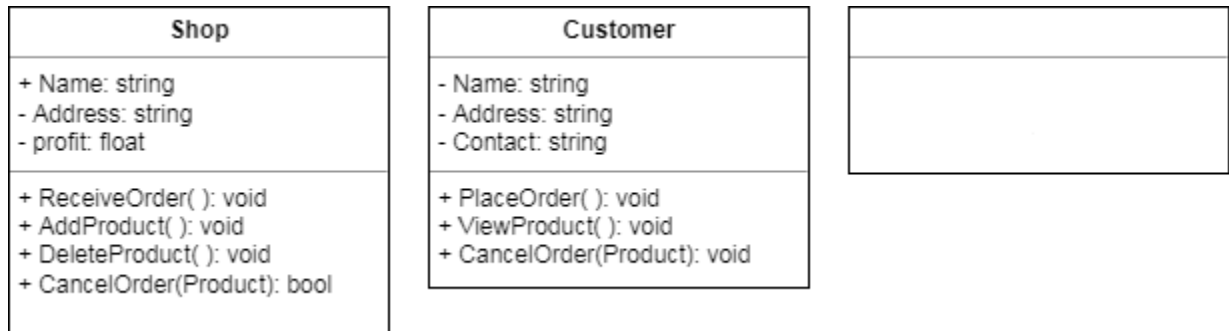 Shop
+ Name: string
- Address: string
- profit: float
+ ReceiveOrder( ): void
+ AddProduct( ): void
+ DeleteProduct( ): void
+ CancelOrder(Product): bool
Customer
- Name: string
- Address: string
- Contact: string
+ PlaceOrder( ): void
+ ViewProduct( ): void
+ CancelOrder(Product): void